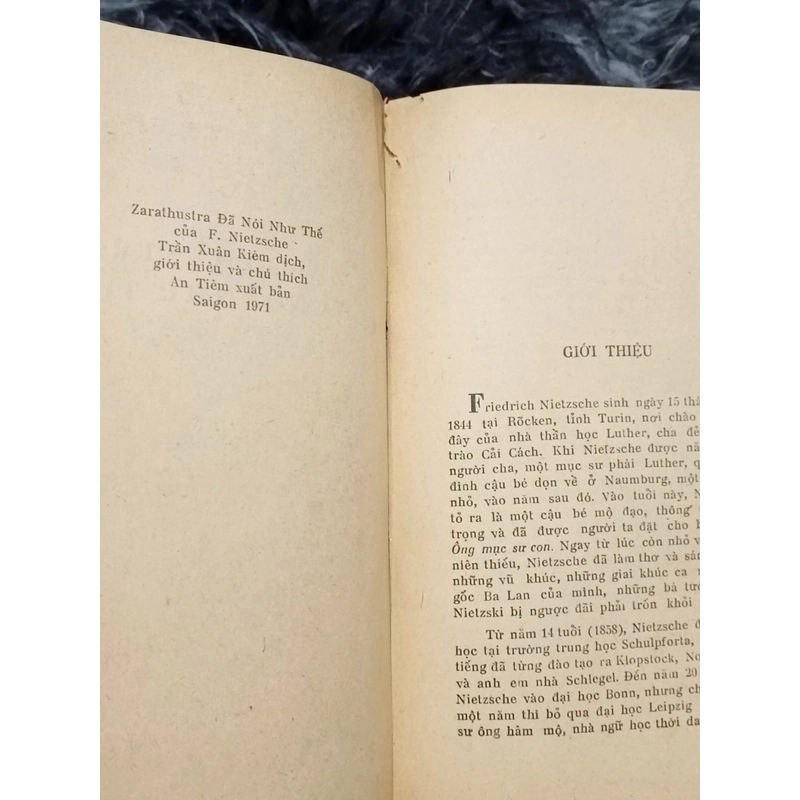 Zarathustra Đã Nói Như Thế
của F. Nietzsche
Trần Xuân Kiêm dịch,
giới thiệu và chú thích
An Tiêm xuất bản
Saigon 1971
GIỚI THIỆU
Friedrich Nietzsche sinh ngày 15 thá
1844 tại Röcken, tỉnh Turin, nơi chào
đây của nhà thần học Luther, cha đẻ
trào Cải Cách. Khi Nietzsche được nă
người cha, một mục sư phái Luther, q
đình cậu bé dọn về ở Naumburg, một
nhỏ, vào năm sau đó. Vào tuổi này, N
tỏ ra là một cậu bé mộ đạo, thông
trọng và đã được người ta đặt cho b
Ông mục sư con. Ngay từ lúc còn nhỏ v
niên thiếu, Nietzsche đã làm thơ và sán
những vũ khúc, những giai khúc ca n
gốc Ba Lan của mình, những bà tư
Nietzski bị ngược đãi phải trốn khỏi
Từ năm 14 tuổi (1858), Nietzsche đ
học tại trường trung học Schulpforta,
tiếng đã từng đào tạo ra Klopstock, No
và anh em nhà Schlegel. Đến năm 20
Nietzsche vào đại học Bonn, nhưng ch
một năm thì bỏ qua đại học Leipzig
sư ông hâm mộ, nhà ngữ học thời da